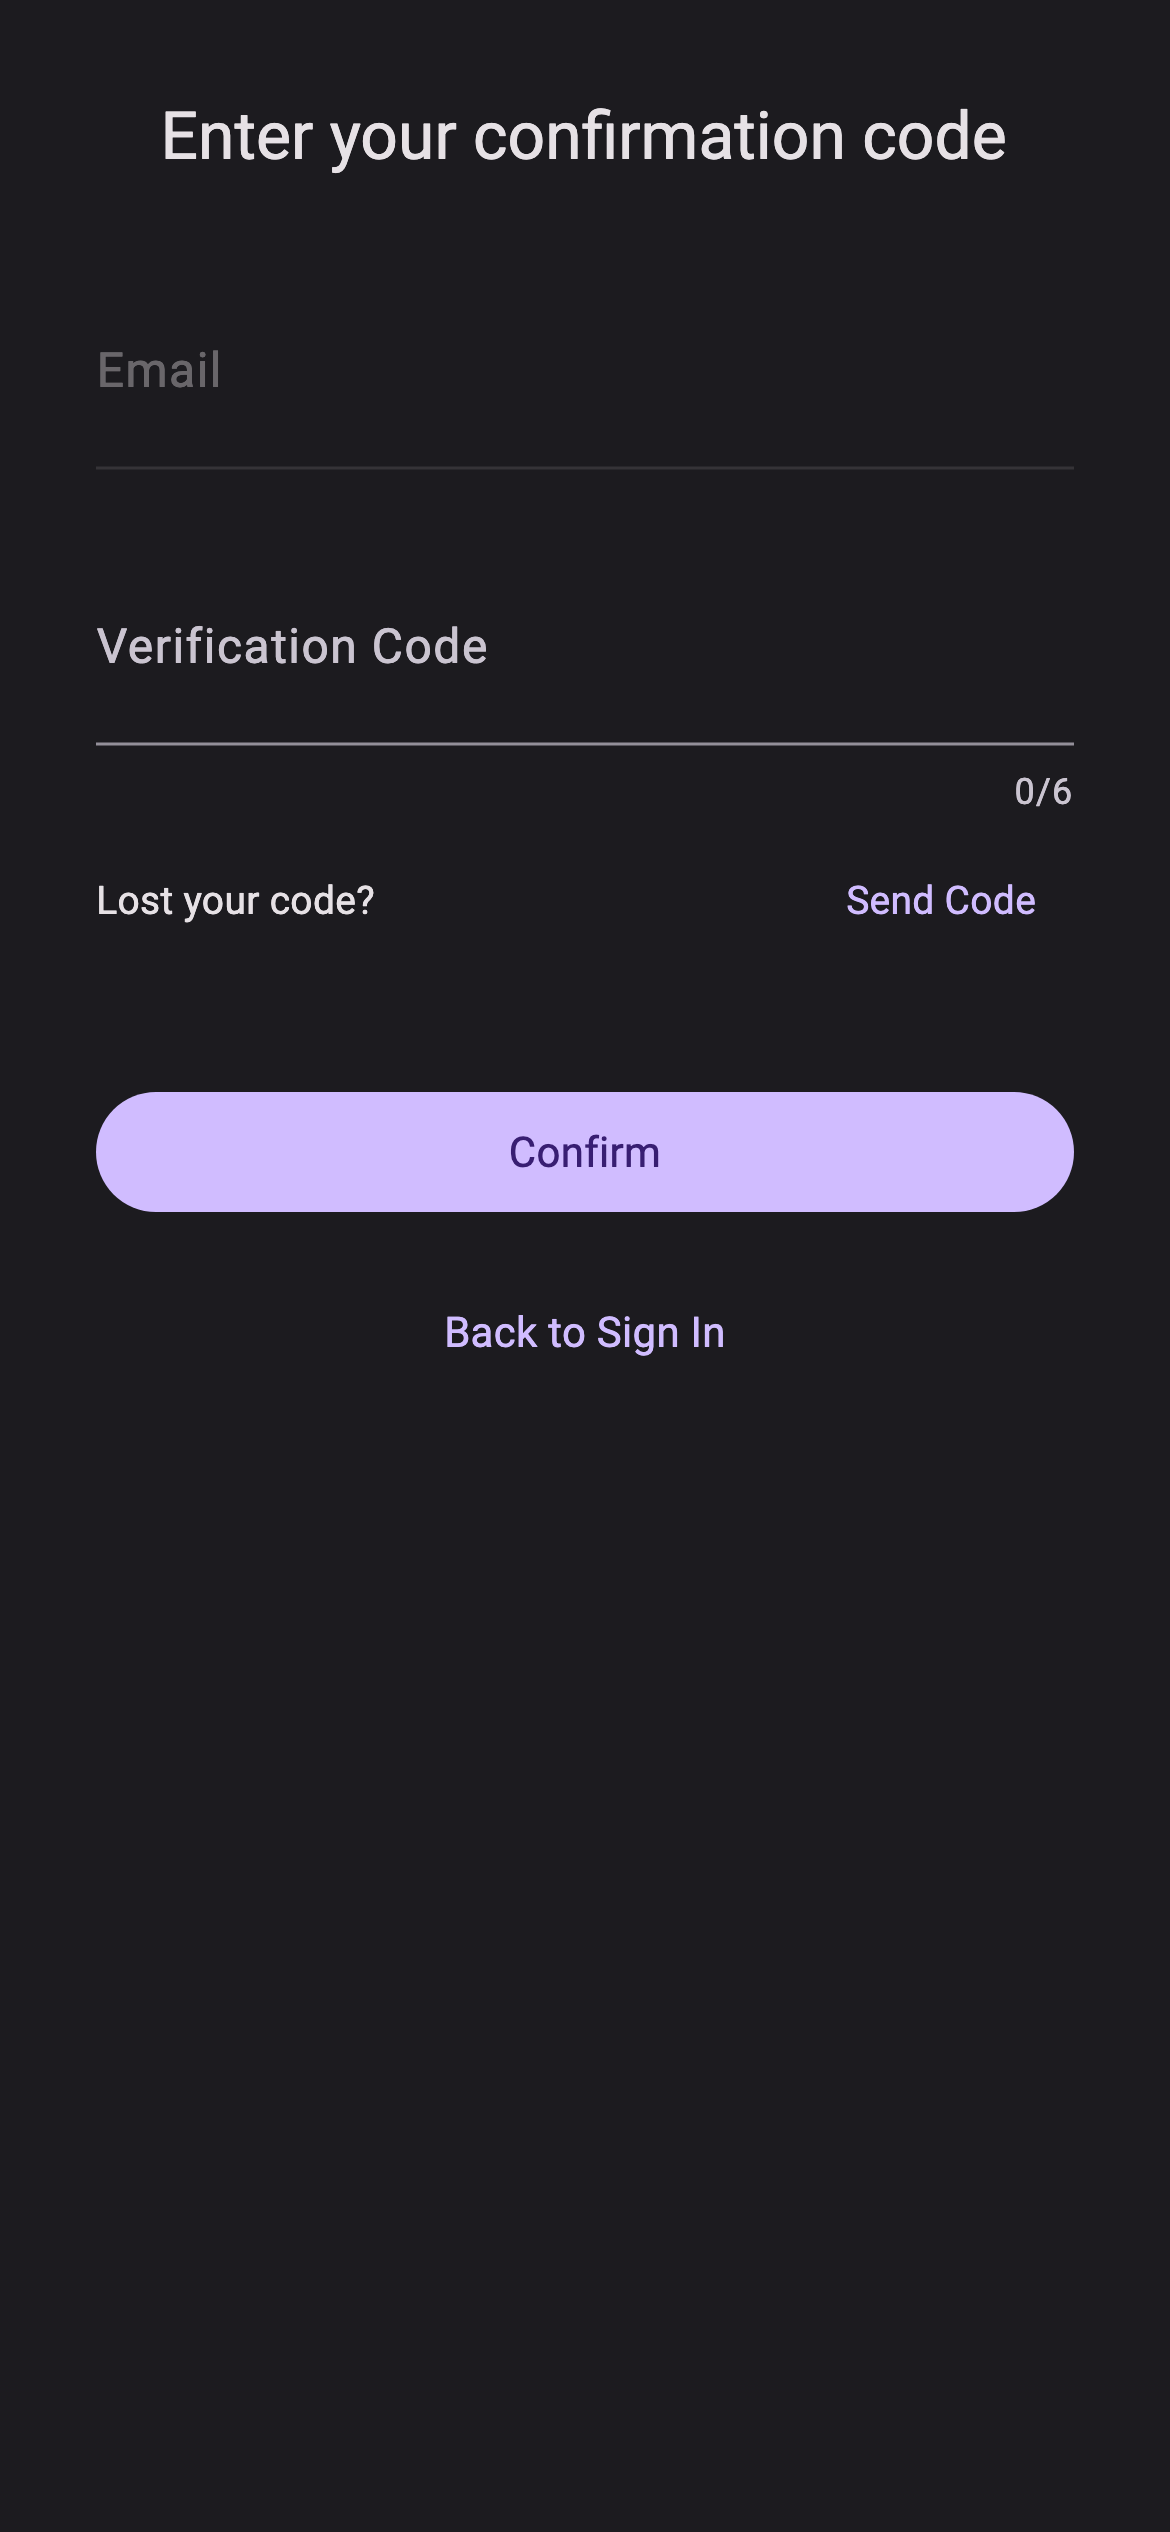 Enter your confirmation code
Email
Verification Code
0/6
Lost your code? Send Code
Confirm
Back to Sign In